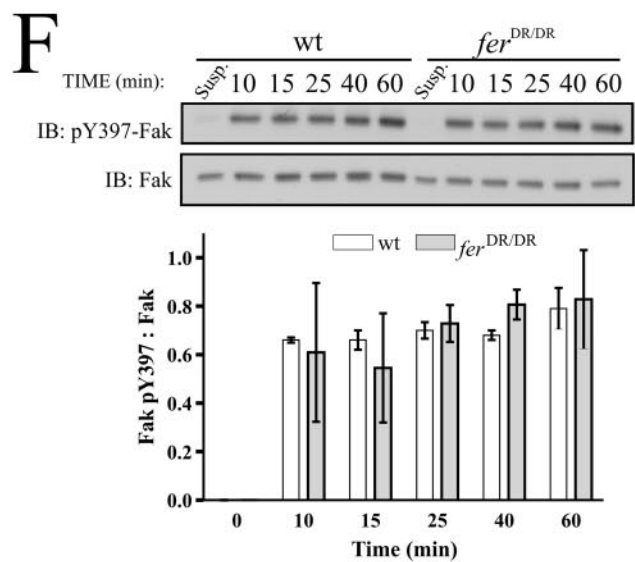 F
wt fer DR/DR
TIME (min): Susp. 10 15 25 40 60 Susp. 10 15 25 40 60
IB: pY397-Fak
IB: Fak
wt fer DR/DR
1.0
0.8
0.6
0.4
0.2
0.0
Fak pY397 : Fak
0 10 15 25 40 60
Time (min)